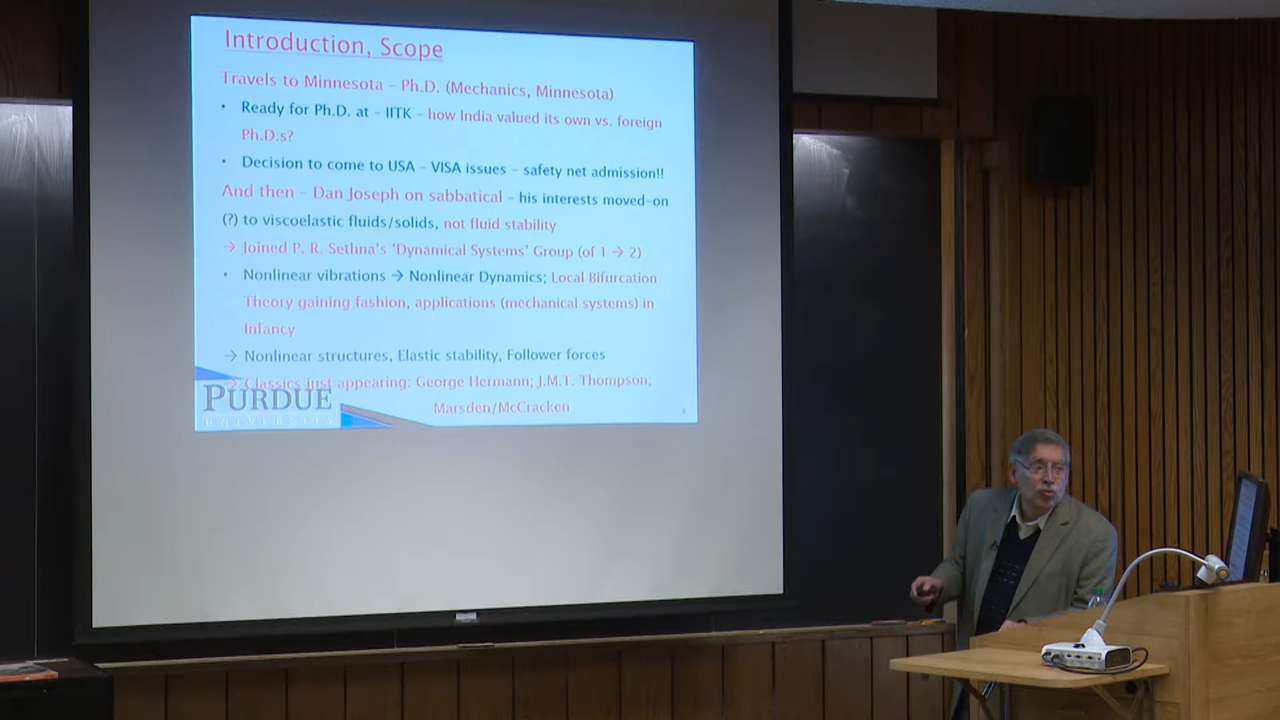 Introduction, Scope
Travels to Minnesota – Ph.D. (Mechanics, Minnesota)
• Ready for Ph.D. at – IITK – how India valued its own vs. foreign
Ph.D.s?
• Decision to come to USA – VISA issues – safety net admission!!
And then – Dan Joseph on sabbatical – his interests moved-on
(?) to viscoelastic fluids/solids, not fluid stability
→ Joined P. R. Sethna's 'Dynamical Systems' Group (of 1 → 2)
• Nonlinear vibrations → Nonlinear Dynamics; Local Bifurcation
Theory gaining fashion, applications (mechanical systems) in
Infancy
→ Nonlinear structures, Elastic stability, Follower forces
→ Classics just appearing: George Hermann; J.M.T. Thompson;
Marsden/McCracken
PURDUE
UNIVERSITY